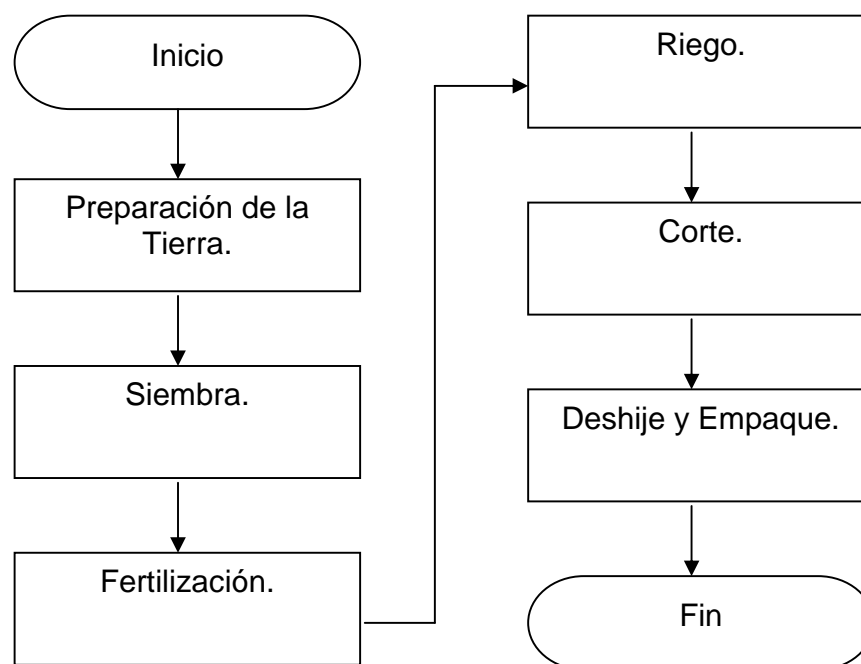 Inicio
Preparación de la
Tierra.
Siembra.
Fertilización.
Riego.
Corte.
Deshije y Empaque.
Fin